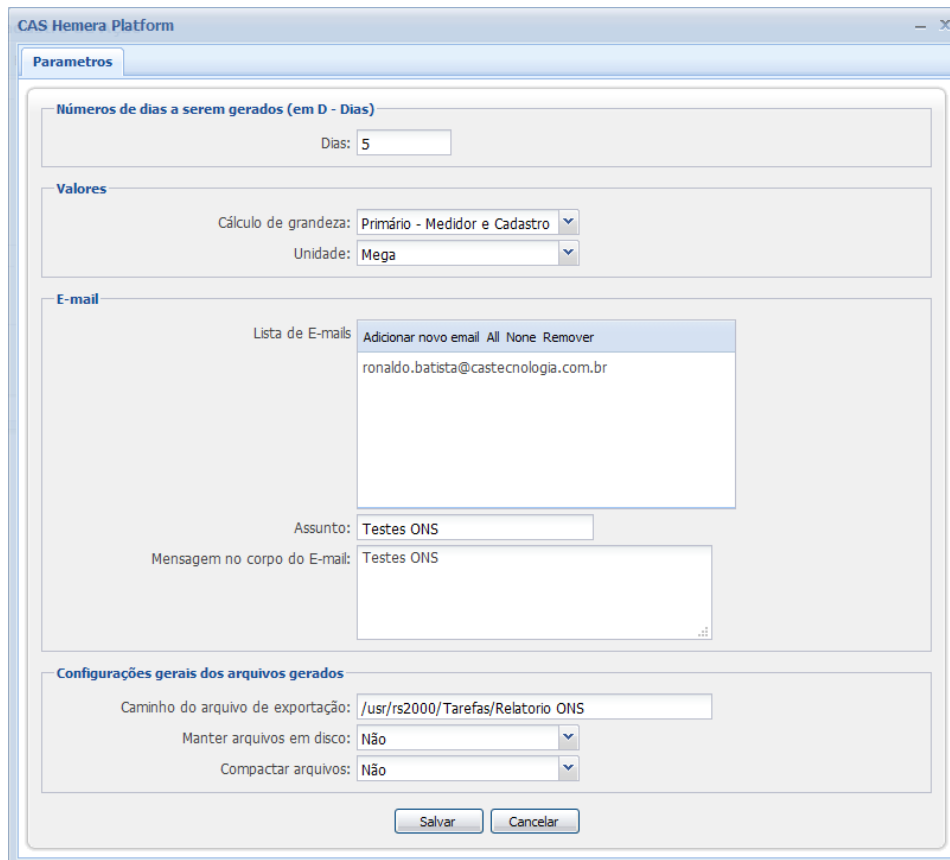 CAS Hemera Platform
Parametros
Números de dias a serem gerados (em D - Dias)
Dias: 5
Valores
Cálculo de grandeza: Primário - Medidor e Cadastro
Unidade: Mega
E-mail
Lista de E-mails Adicionar novo email All None Remover
ronaldo.batista@castecnologia.com.br
Assunto: Testes ONS
Mensagem no corpo do E-mail: Testes ONS
Configurações gerais dos arquivos gerados
Caminho do arquivo de exportação: /usr/rs2000/Tarefas/Relatorio ONS
Manter arquivos em disco: Não
Compactar arquivos: Não
Salvar Cancelar